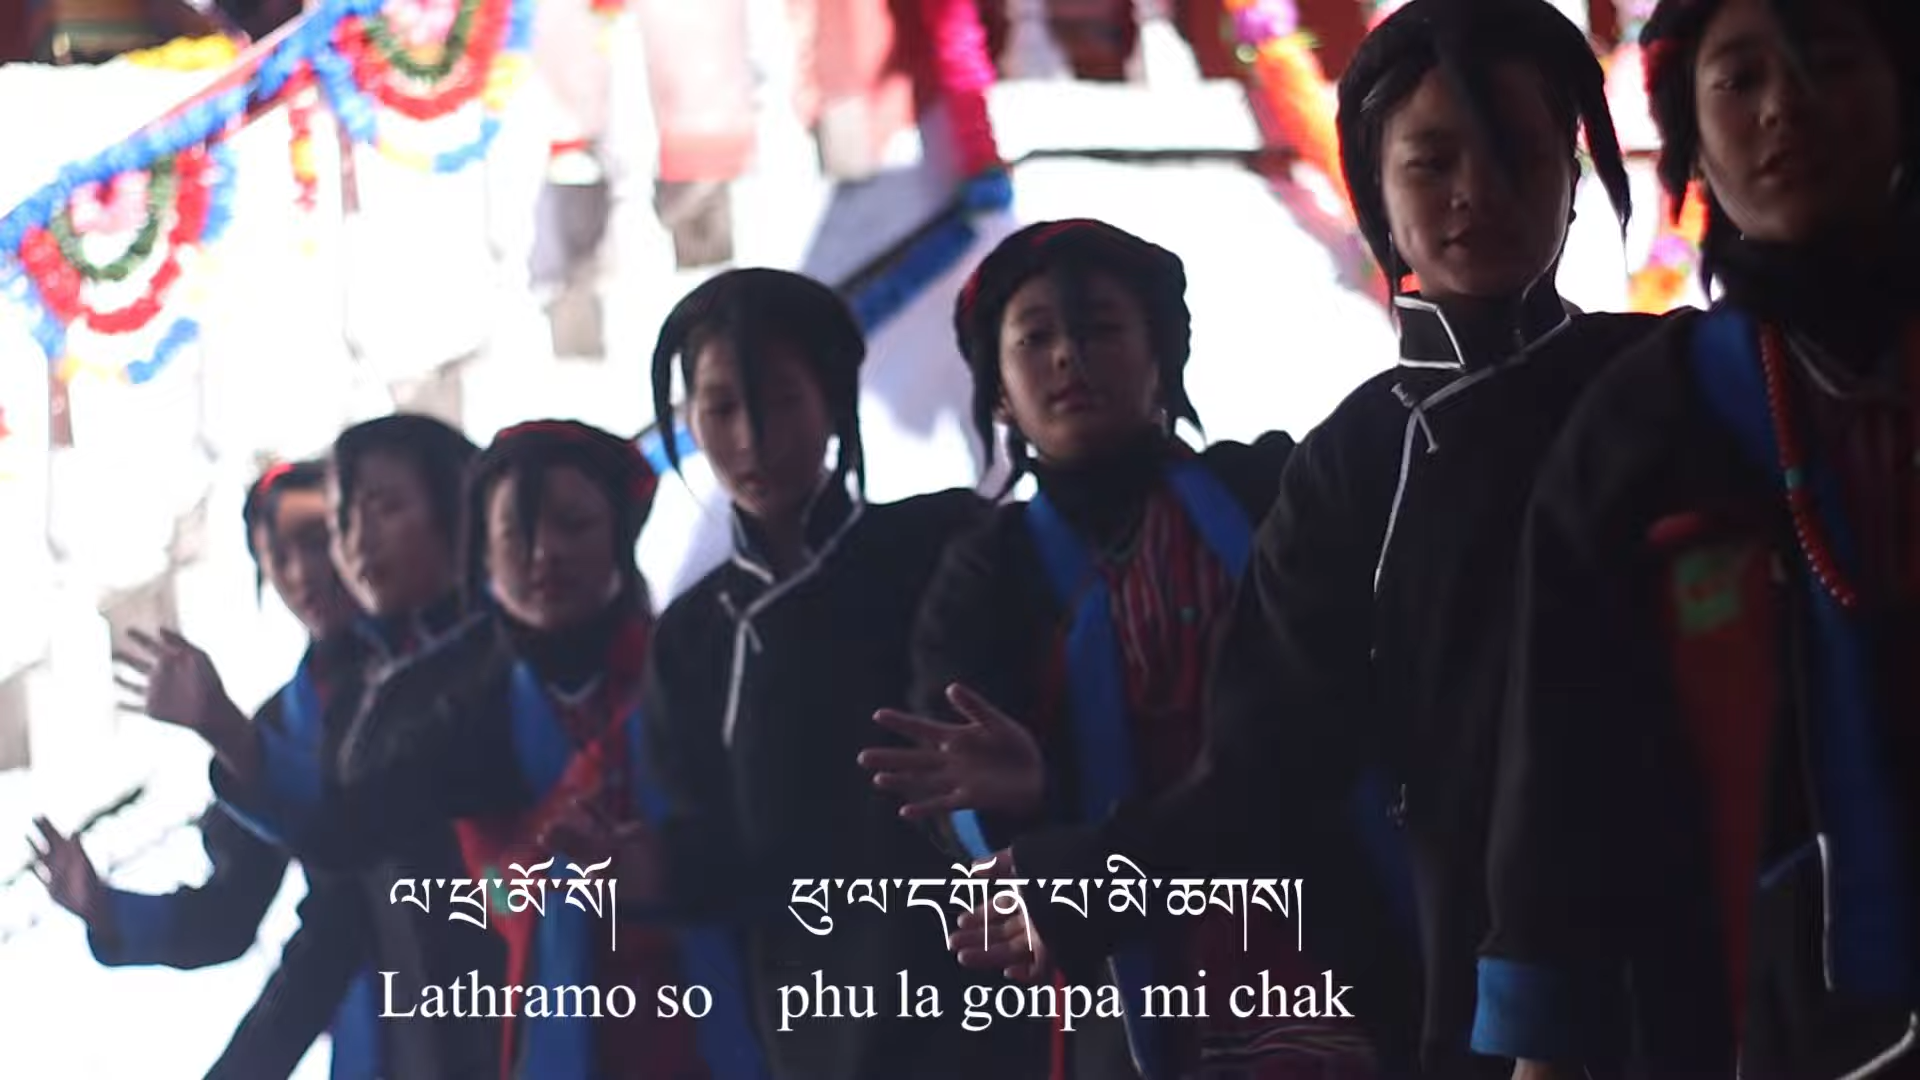 ལ་ཕྲ་མོ་སོ། ཕུ་ལ་དགོན་པ་མི་ཆགས།
Lathramo so phu la gonpa mi chak